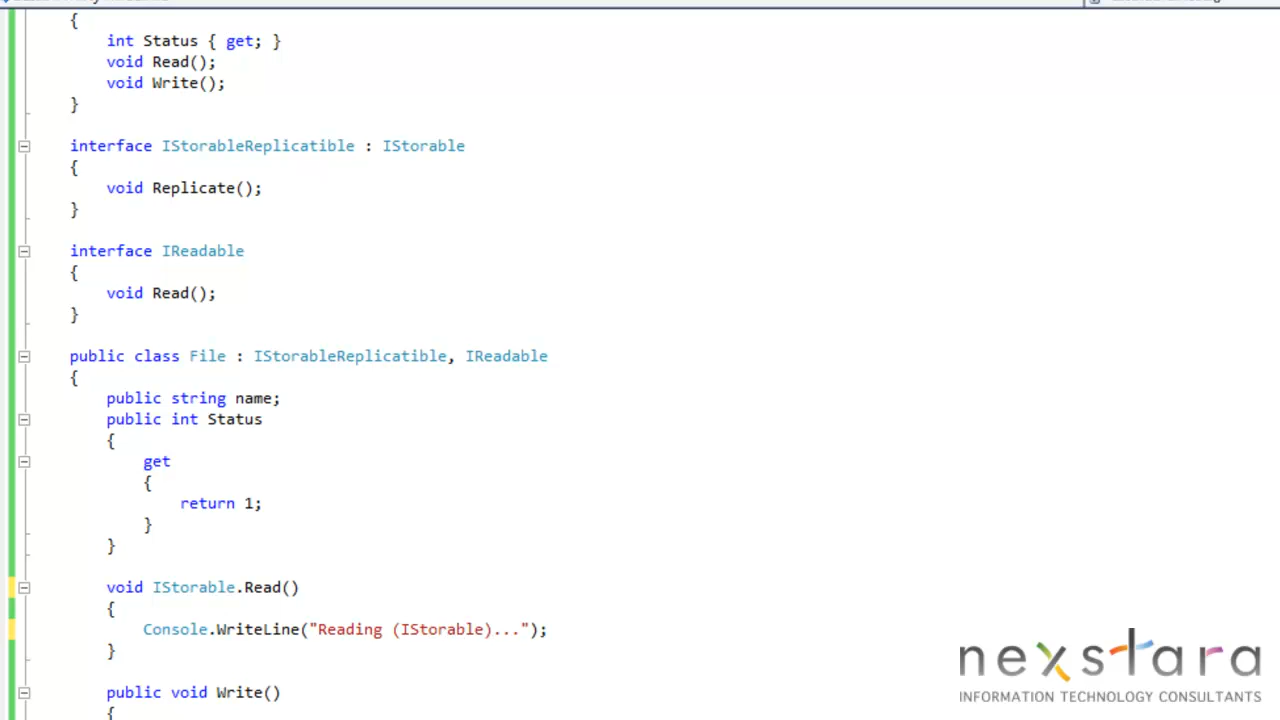 {
int Status { get; }
void Read();
void Write();
}
interface IStorableReplicatible : IStorable
{
void Replicate();
}
interface IReadable
{
void Read();
}
public class File : IStorableReplicatible, IReadable
{
public string name;
public int Status
{
get
{
return 1;
}
}
void IStorable.Read()
{
Console.WriteLine("Reading (IStorable)...");
}
public void Write()
{
nexstara
INFORMATION TECHNOLOGY CONSULTANTS